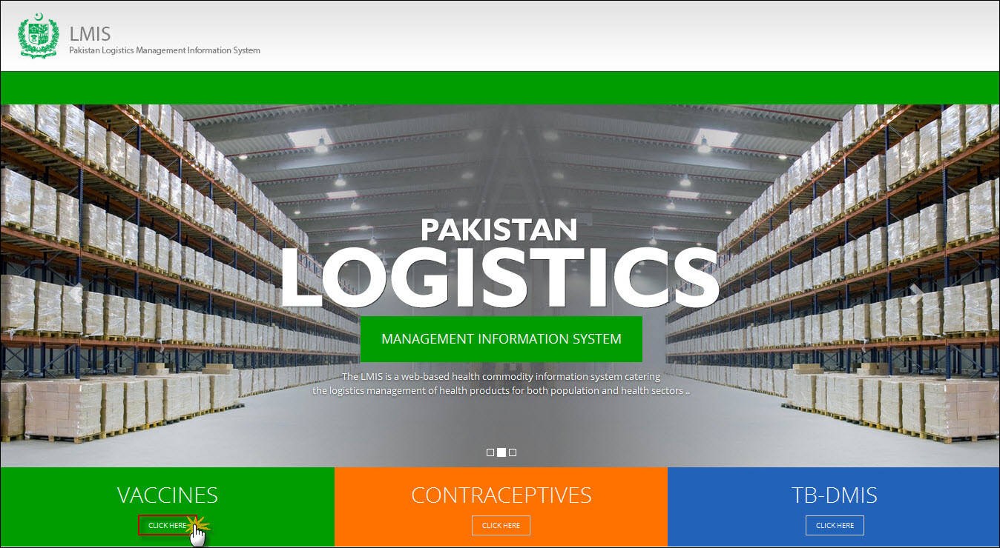 LMIS
Pakistan Logistics Management Information System
PAKISTAN
LOGISTICS
MANAGEMENT INFORMATION SYSTEM
The LMIS is a web-based health commodity information system catering
the logistics management of health products for both population and health sectors ..
VACCINES
CONTRACEPTIVES
TB-DMIS
CLICK HERE
CLICK HERE
CLICK HERE